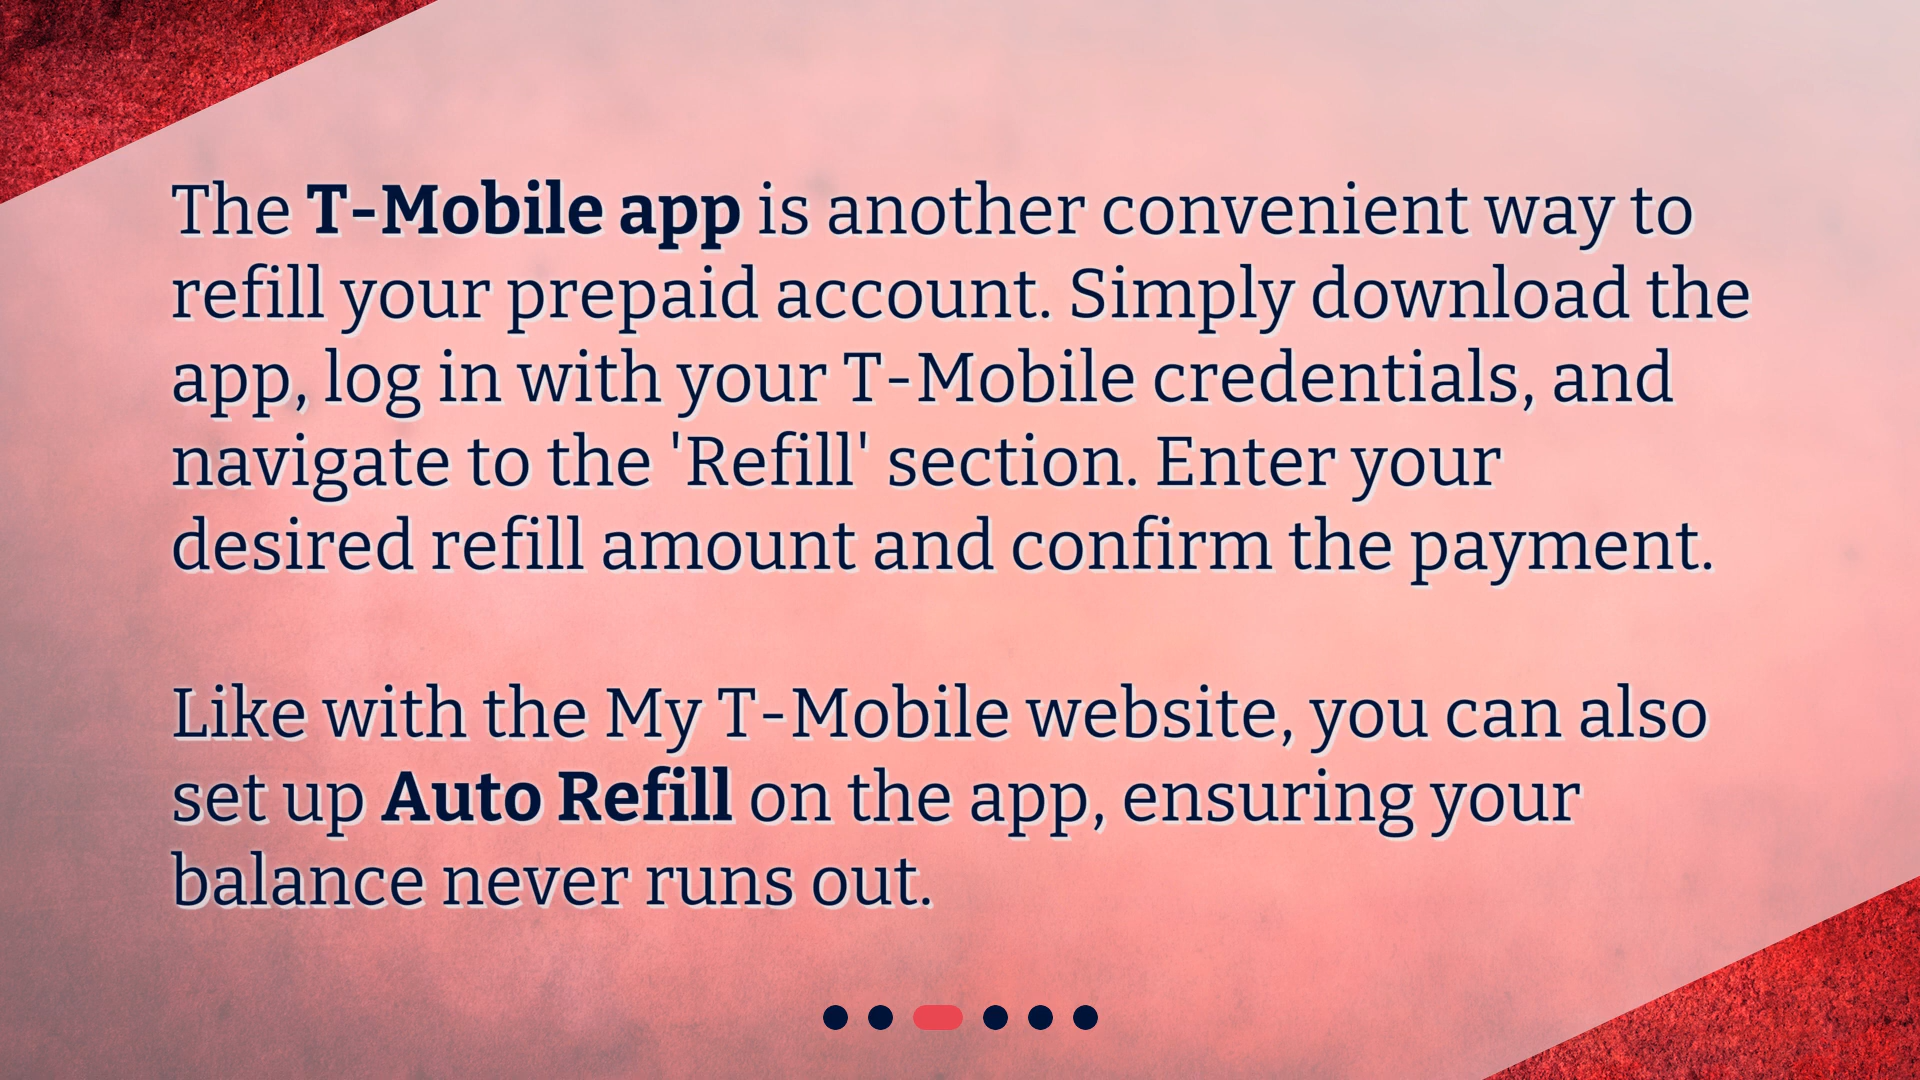 The T-Mobile app is another convenient way to
refill your prepaid account. Simply download the
app, log in with your T-Mobile credentials, and
navigate to the 'Refill' section. Enter your
desired refill amount and confirm the payment.
Like with the My T-Mobile website, you can also
set up Auto Refill on the app, ensuring your
balance never runs out.